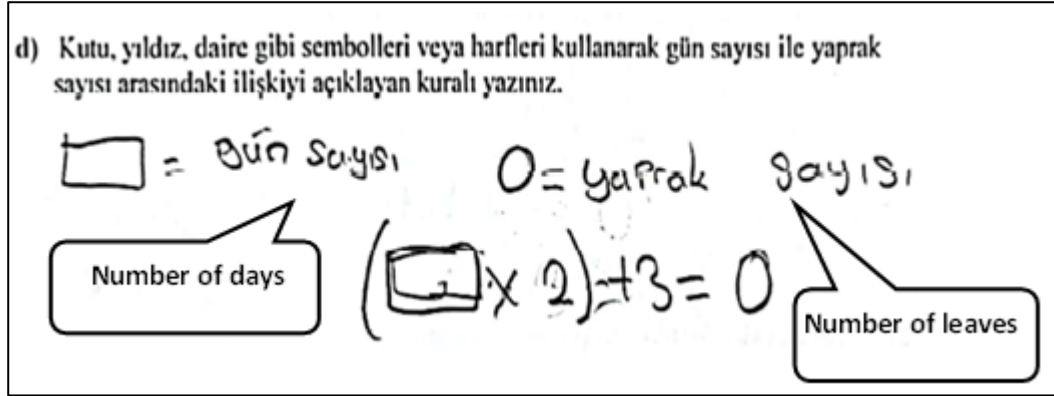 d) Kutu, yıldız, daire gibi sembolleri veya harfleri kullanarak gün sayısı ile yaprak
sayısı arasındaki ilişkiyi açıklayan kuralı yazınız.
□ = gün sayısı O = yaprak sayısı
Number of days
(□ x 2)+3 = O
Number of leaves